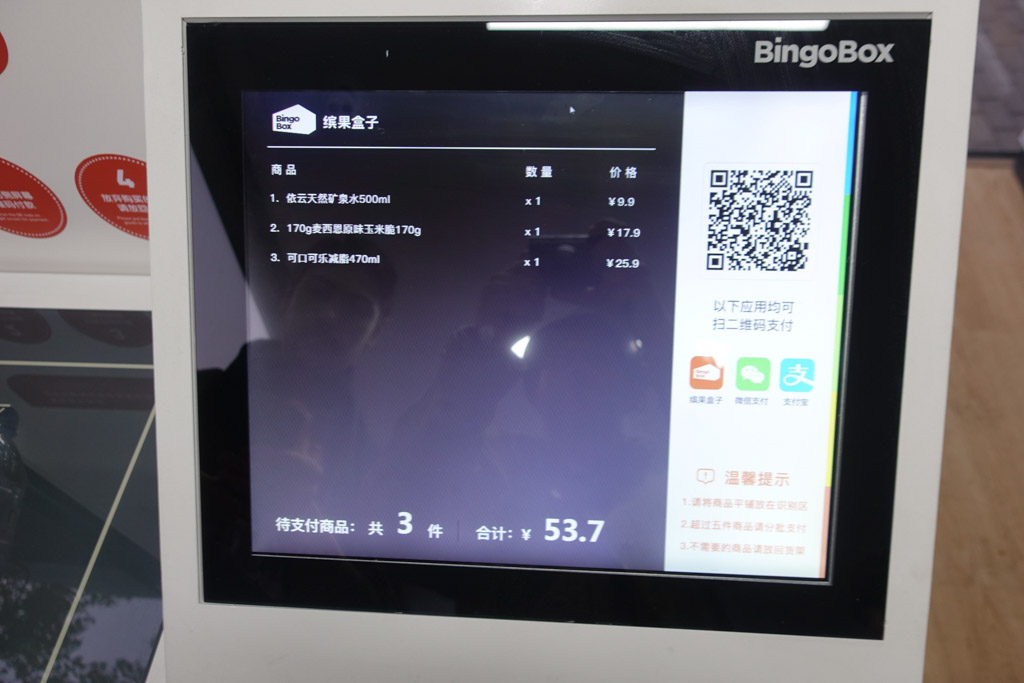 BingoBox
Bingo
Box
缤果盒子
商品 数量 价格
1. 依云天然矿泉水500ml x 1 ¥9.9
2. 170g麦西恩原味玉米脆170g x 1 ¥17.9
3. 可口可乐减脂470ml x 1 ¥25.9
待支付商品: 共 3 件 合计: ¥ 53.7
以下应用均可
扫二维码支付
缤果盒子 微信支付 支付宝
温馨提示
1.请将商品平铺放在识别区
2.超过五件商品请分批支付
3.不需要的商品请放回货架
4